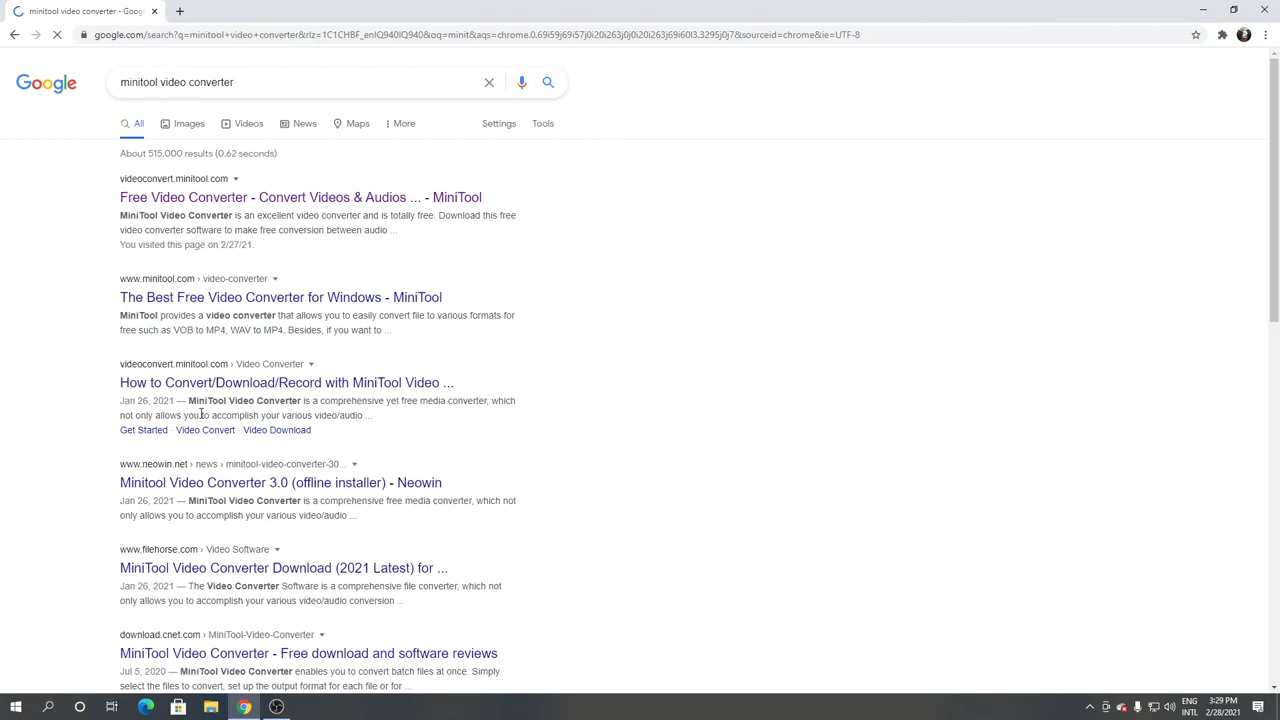 minitool video converter - Goog
google.com/search?q=minitool+video+converter&rlz=1C1CHBF_enIQ940IQ940&oq=minit&aqs=chrome.0.69i59j69i57j0i20i263j0j0i20i263j69i60l3.3295j0j7&sourceid=chrome&ie=UTF-8
Google
minitool video converter
All Images Videos News Maps More Settings Tools
About 515,000 results (0.62 seconds)
videoconvert.minitool.com
Free Video Converter - Convert Videos & Audios ... - MiniTool
MiniTool Video Converter is an excellent video converter and is totally free. Download this free
video converter software to make free conversion between audio ...
You visited this page on 2/27/21.
www.minitool.com › video-converter
The Best Free Video Converter for Windows - MiniTool
MiniTool provides a video converter that allows you to easily convert file to various formats for
free such as VOB to MP4, WAV to MP4. Besides, if you want to ...
videoconvert.minitool.com › Video Converter
How to Convert/Download/Record with MiniTool Video ...
Jan 26, 2021 — MiniTool Video Converter is a comprehensive yet free media converter, which
not only allows you to accomplish your various video/audio ...
Get Started · Video Convert · Video Download
www.neowin.net › news › minitool-video-converter-30...
Minitool Video Converter 3.0 (offline installer) - Neowin
Jan 26, 2021 — MiniTool Video Converter is a comprehensive free media converter, which not
only allows you to accomplish your various video/audio ...
www.filehorse.com › Video Software
MiniTool Video Converter Download (2021 Latest) for ...
Jan 26, 2021 — The Video Converter Software is a comprehensive file converter, which not
only allows you to accomplish your various video/audio conversion ...
download.cnet.com › MiniTool-Video-Converter
MiniTool Video Converter - Free download and software reviews
Jul 5, 2020 — MiniTool Video Converter enables you to convert batch files at once. Simply
select the files to convert, set up the output format for each file or for ...
ENG 3:29 PM
INTL 2/28/2021